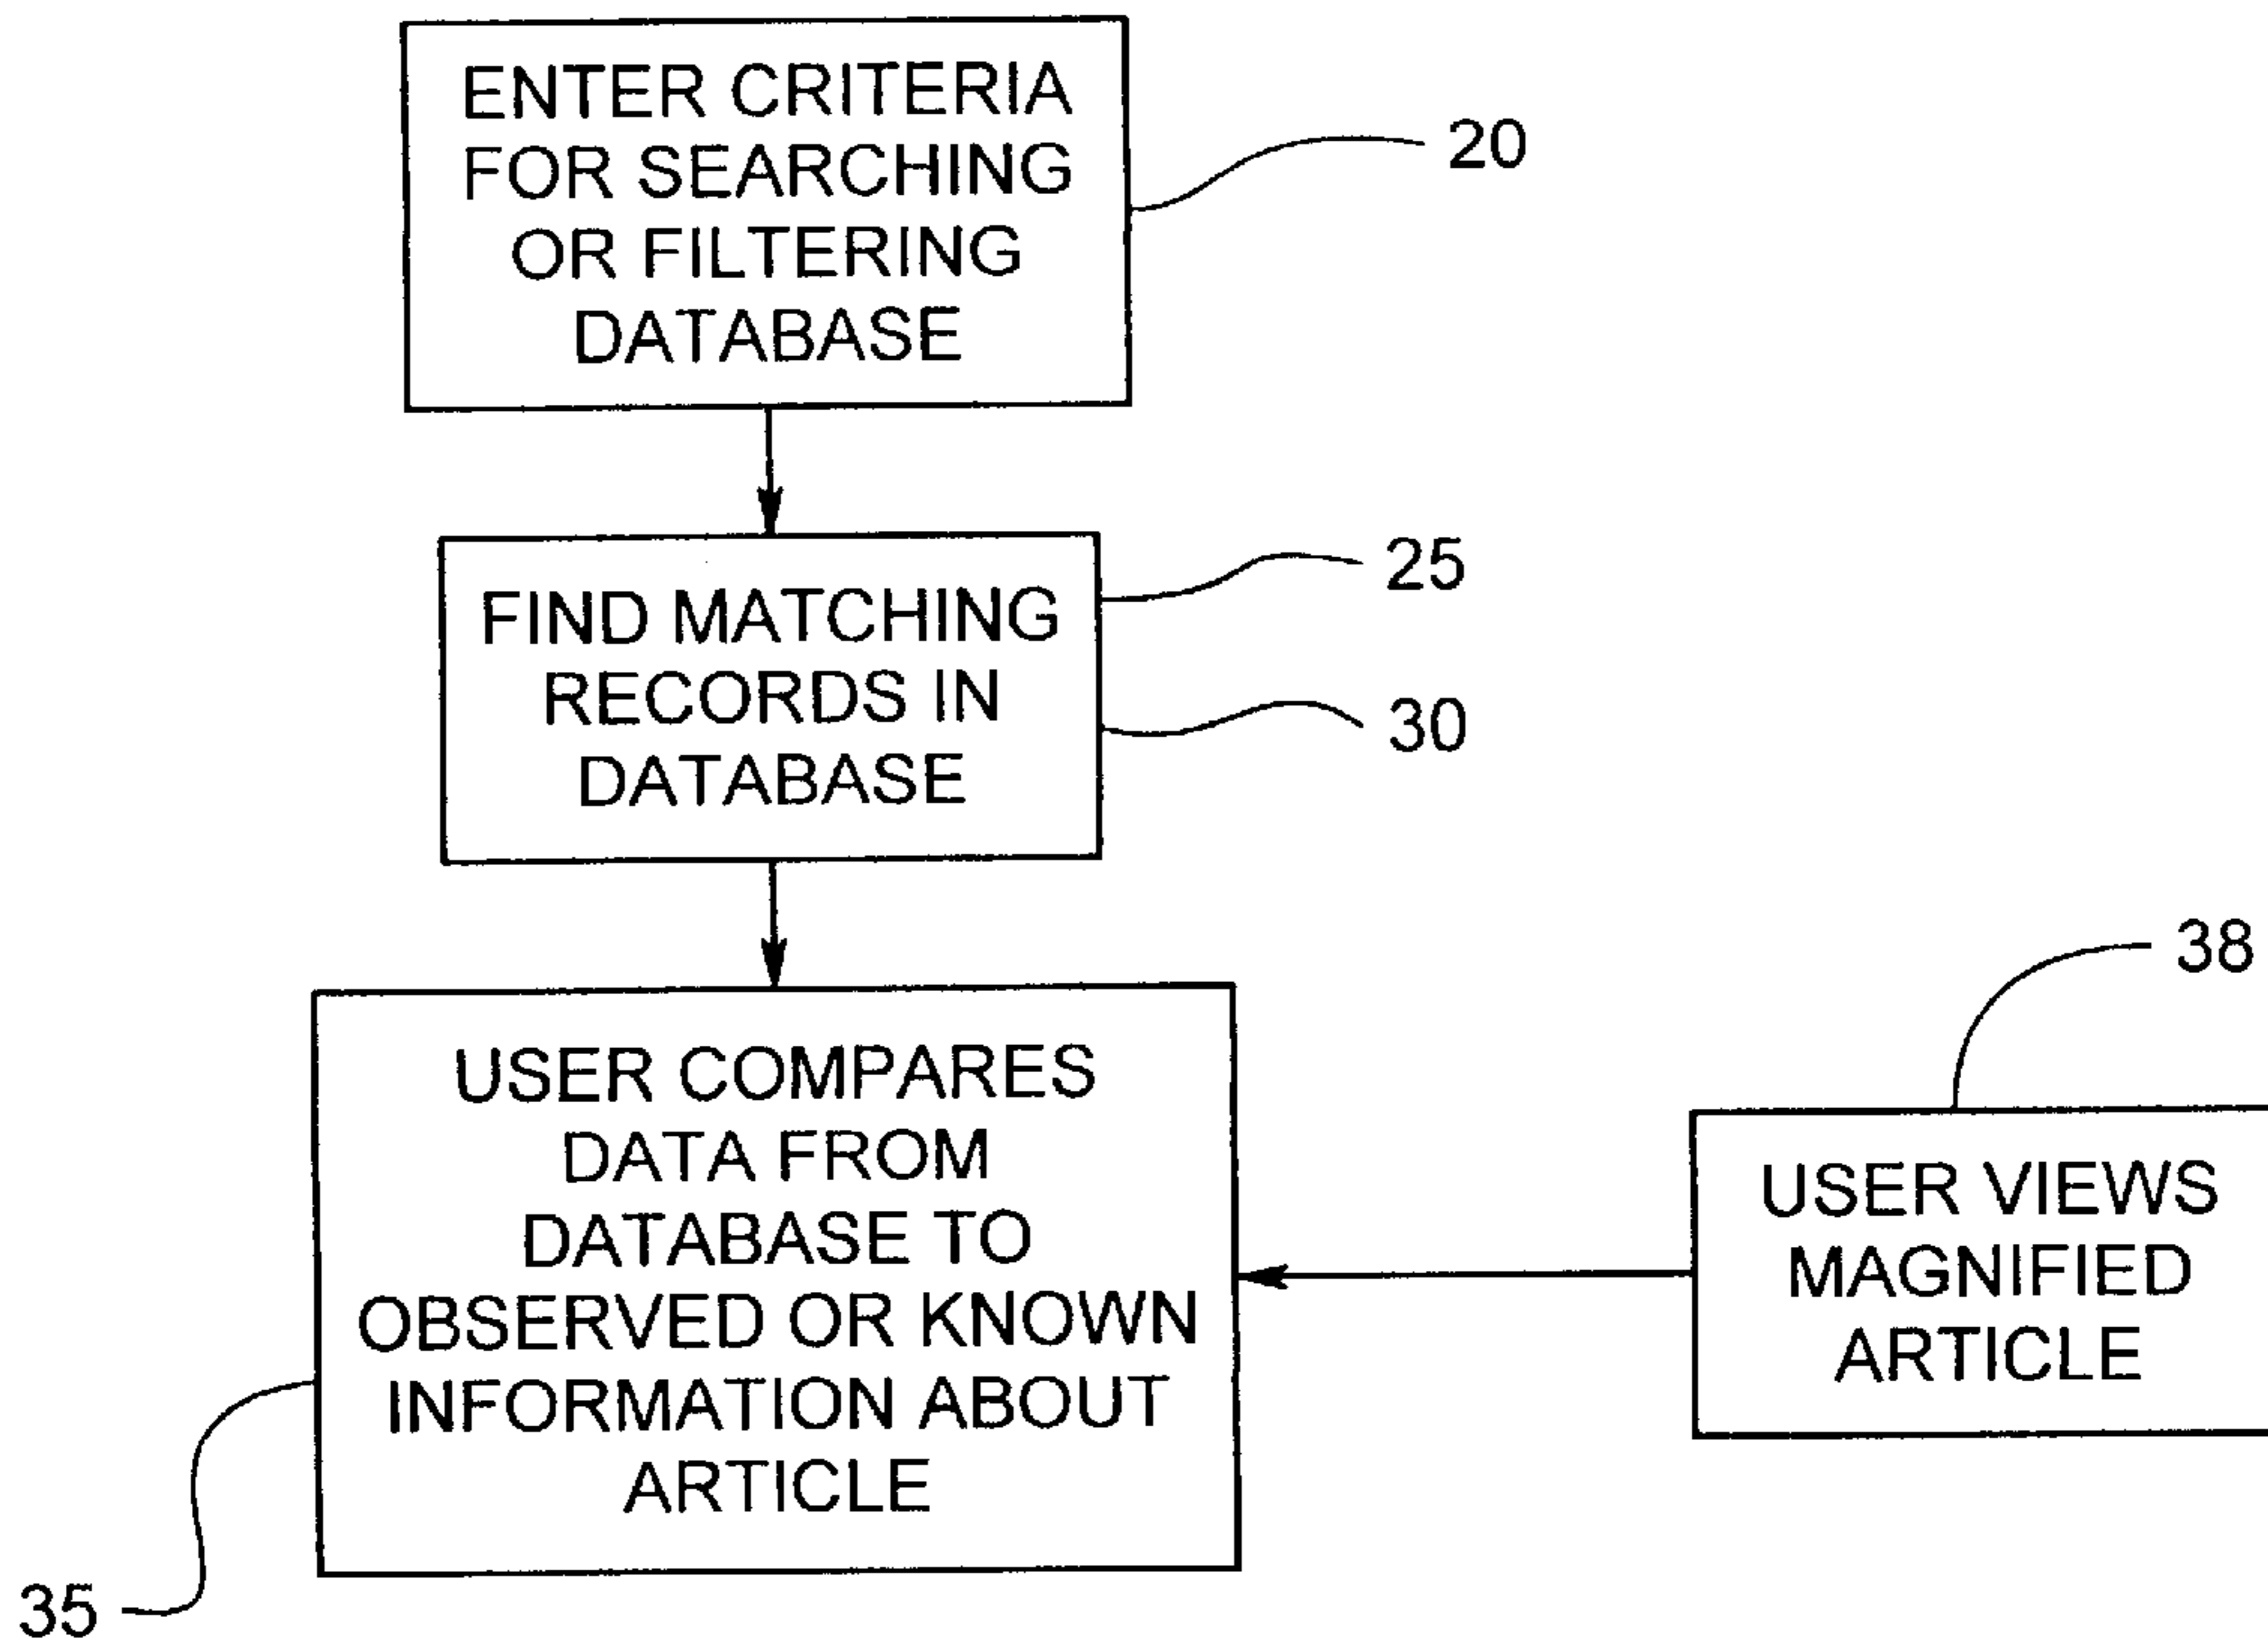 ENTER CRITERIA
FOR SEARCHING
OR FILTERING
DATABASE
20
FIND MATCHING
RECORDS IN
DATABASE
25
30
USER COMPARES
DATA FROM
DATABASE TO
OBSERVED OR KNOWN
INFORMATION ABOUT
ARTICLE
35
38
USER VIEWS
MAGNIFIED
ARTICLE